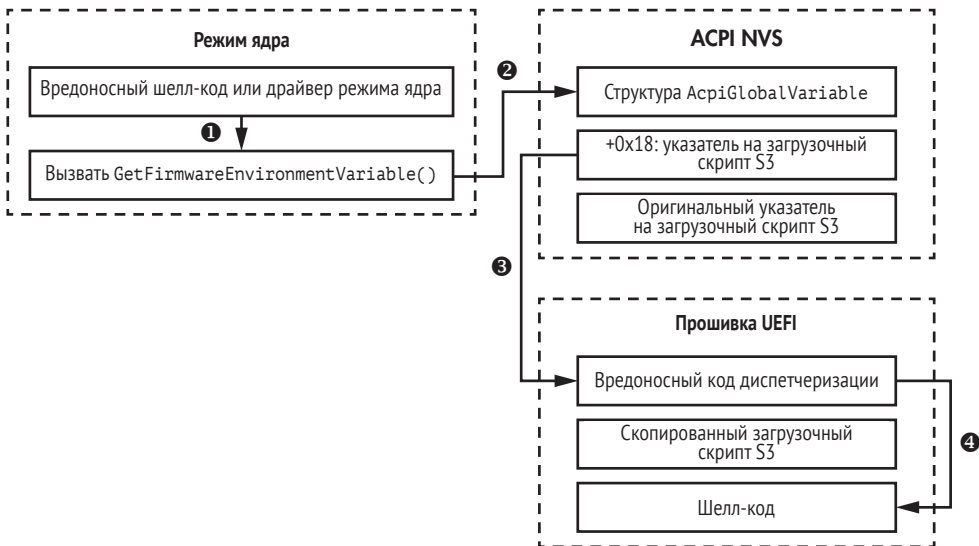 Режим ядра
Вредоносный шелл-код или драйвер режима ядра
❶
Вызвать GetFirmwareEnvironmentVariable()
❷
ACPI NVS
Структура AcpiGlobalVariable
+0x18: указатель на загрузочный
скрипт S3
Оригинальный указатель
на загрузочный скрипт S3
❸
Прошивка UEFI
Вредоносный код диспетчеризации
Скопированный загрузочный
скрипт S3
❹
Шелл-код